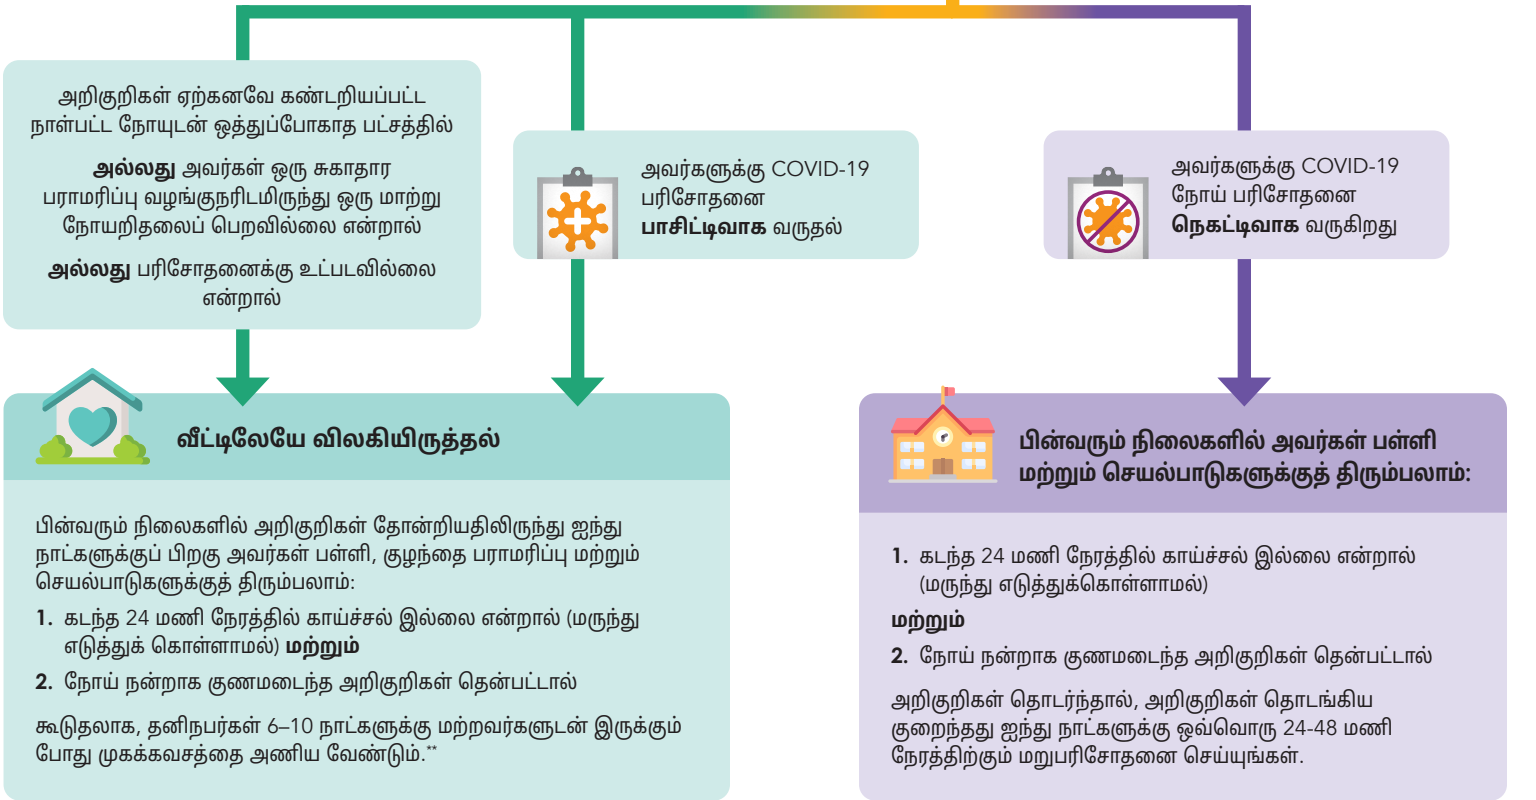 அறிகுறிகள் ஏற்கனவே கண்டறியப்பட்ட
நாள்பட்ட நோயுடன் ஒத்துப்போகாத பட்சத்தில்
அல்லது அவர்கள் ஒரு சுகாதார
பராமரிப்பு வழங்குநரிடமிருந்து ஒரு மாற்று
நோயறிதலைப் பெறவில்லை என்றால்
அல்லது பரிசோதனைக்கு உட்படவில்லை
என்றால்
அவர்களுக்கு COVID-19
பரிசோதனை
பாசிட்டிவாக வருதல்
அவர்களுக்கு COVID-19
நோய் பரிசோதனை
நெகட்டிவாக வருகிறது
வீட்டிலேயே விலகியிருத்தல்
பின்வரும் நிலைகளில் அறிகுறிகள் தோன்றியதிலிருந்து ஐந்து
நாட்களுக்குப் பிறகு அவர்கள் பள்ளி, குழந்தை பராமரிப்பு மற்றும்
செயல்பாடுகளுக்குத் திரும்பலாம்:
1. கடந்த 24 மணி நேரத்தில் காய்ச்சல் இல்லை என்றால் (மருந்து
எடுத்துக் கொள்ளாமல்) மற்றும்
2. நோய் நன்றாக குணமடைந்த அறிகுறிகள் தென்பட்டால்
கூடுதலாக, தனிநபர்கள் 6–10 நாட்களுக்கு மற்றவர்களுடன் இருக்கும்
போது முகக்கவசத்தை அணிய வேண்டும்.**
பின்வரும் நிலைகளில் அவர்கள் பள்ளி
மற்றும் செயல்பாடுகளுக்குத் திரும்பலாம்:
1. கடந்த 24 மணி நேரத்தில் காய்ச்சல் இல்லை என்றால்
(மருந்து எடுத்துக்கொள்ளாமல்)
மற்றும்
2. நோய் நன்றாக குணமடைந்த அறிகுறிகள் தென்பட்டால்
அறிகுறிகள் தொடர்ந்தால், அறிகுறிகள் தொடங்கிய
குறைந்தது ஐந்து நாட்களுக்கு ஒவ்வொரு 24-48 மணி
நேரத்திற்கும் மறுபரிசோதனை செய்யுங்கள்.